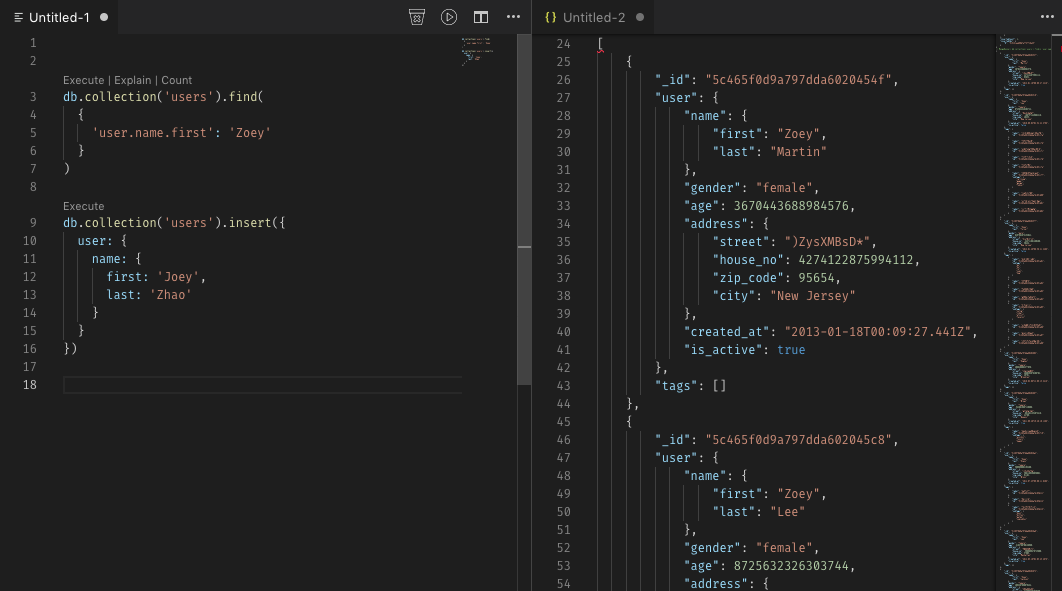 Untitled-1
1
2
Execute | Explain | Count
3 db.collection('users').find(
4 {
5 'user.name.first': 'Zoey'
6 }
7 )
8
Execute
9 db.collection('users').insert({
10 user: {
11 name: {
12 first: 'Joey',
13 last: 'Zhao'
14 }
15 }
16 })
17
18
{} Untitled-2
24 [
25 {
26 "_id": "5c465f0d9a797dda6020454f",
27 "user": {
28 "name": {
29 "first": "Zoey",
30 "last": "Martin"
31 },
32 "gender": "female",
33 "age": 3670443688984576,
34 "address": {
35 "street": ")ZysXMBsD*",
36 "house_no": 4274122875994112,
37 "zip_code": 95654,
38 "city": "New Jersey"
39 },
40 "created_at": "2013-01-18T00:09:27.441Z",
41 "is_active": true
42 },
43 "tags": []
44 },
45 {
46 "_id": "5c465f0d9a797dda602045c8",
47 "user": {
48 "name": {
49 "first": "Zoey",
50 "last": "Lee"
51 },
52 "gender": "female",
53 "age": 8725632326303744,
54 "address": {